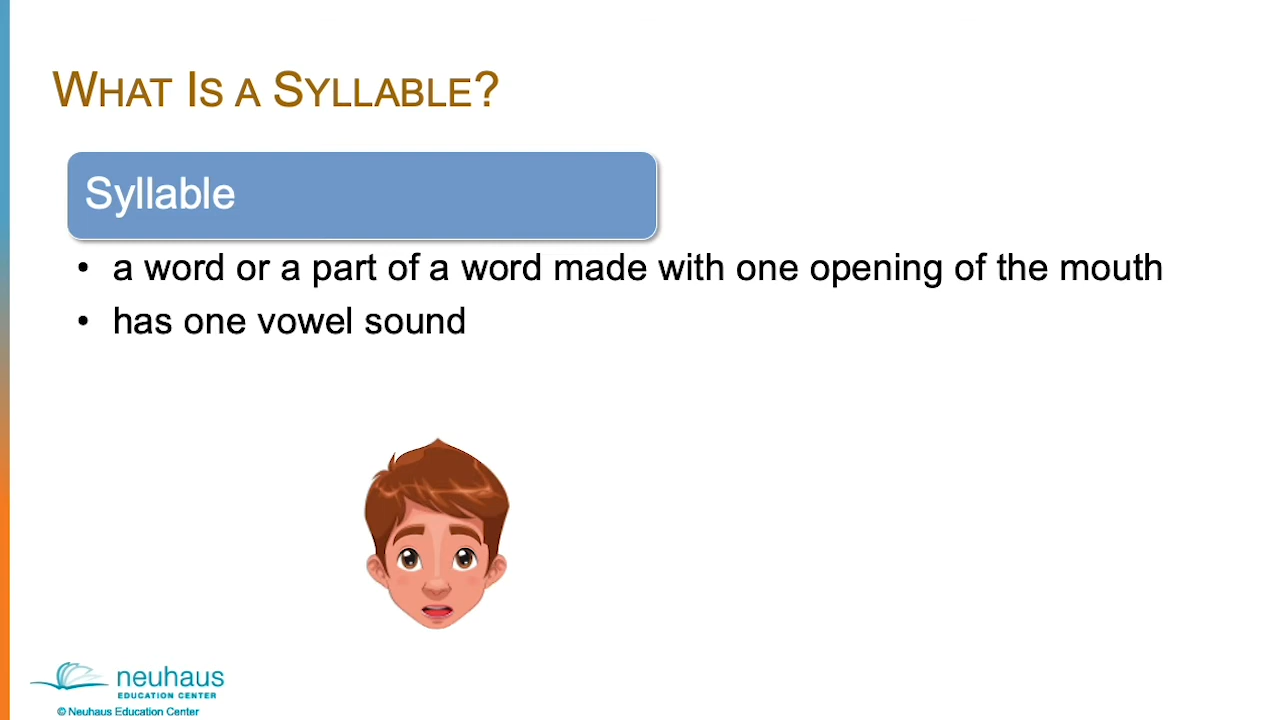 WHAT IS A SYLLABLE?
Syllable
• a word or a part of a word made with one opening of the mouth
• has one vowel sound
neuhaus
EDUCATION CENTER
© Neuhaus Education Center